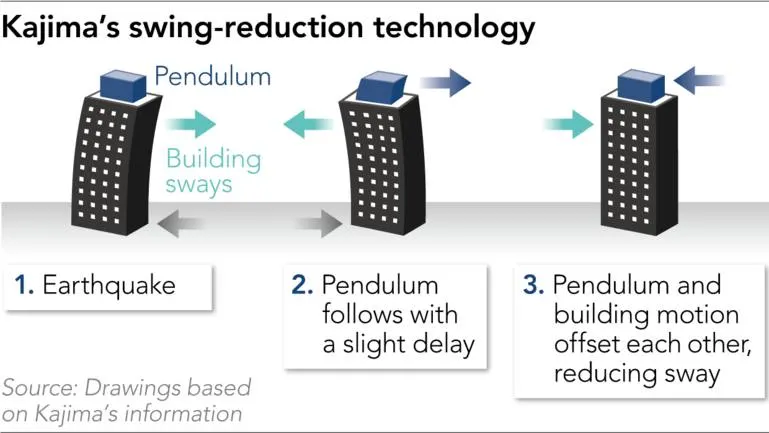 Kajima's swing-reduction technology
Pendulum
Building
sways
1. Earthquake
2. Pendulum
follows with
a slight delay
3. Pendulum and
building motion
offset each other,
reducing sway
Source: Drawings based
on Kajima's information